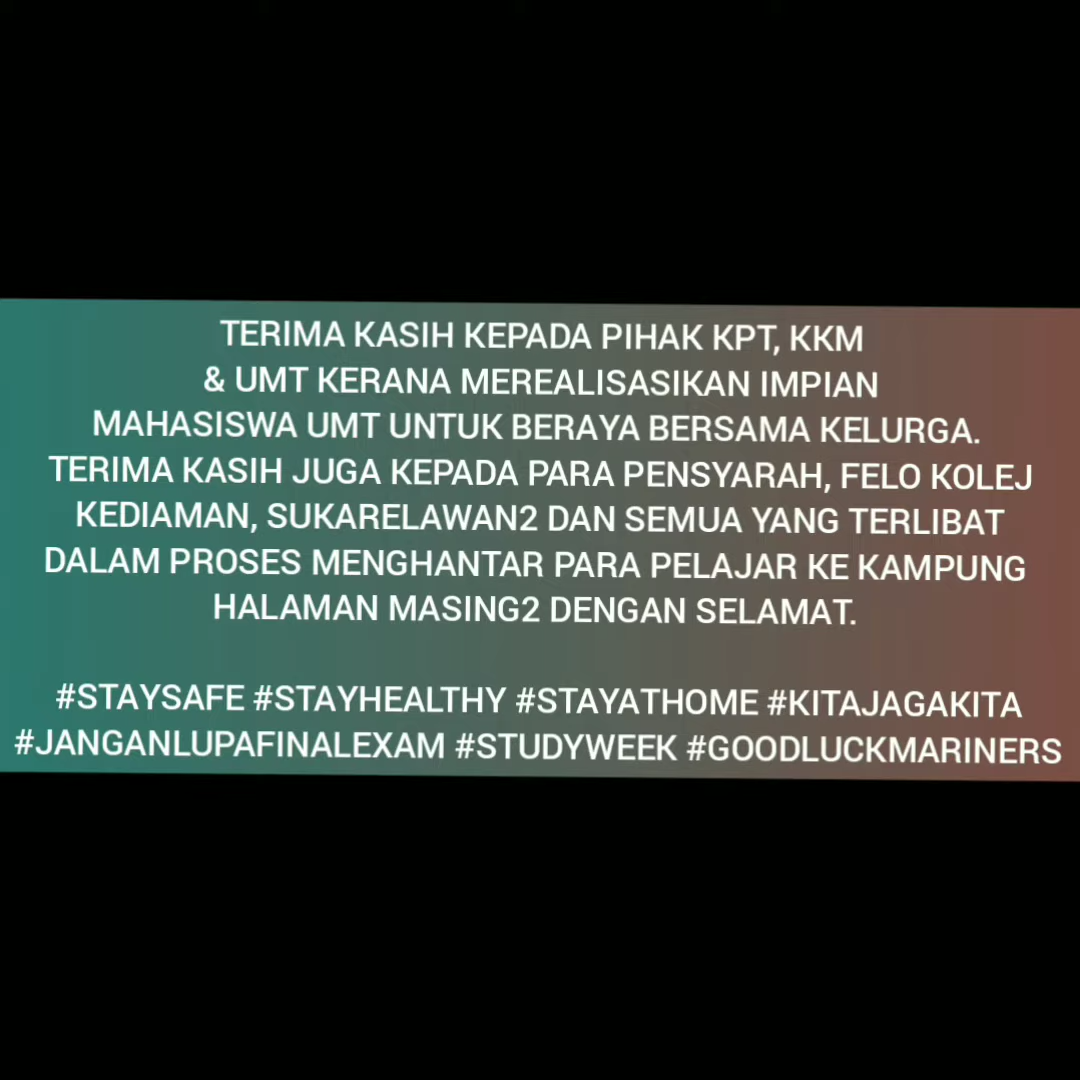 TERIMA KASIH KEPADA PIHAK KPT, KKM
& UMT KERANA MEREALISASIKAN IMPIAN
MAHASISWA UMT UNTUK BERAYA BERSAMA KELURGA.
TERIMA KASIH JUGA KEPADA PARA PENSYARAH, FELO KOLEJ
KEDIAMAN, SUKARELAWAN2 DAN SEMUA YANG TERLIBAT
DALAM PROSES MENGHANTAR PARA PELAJAR KE KAMPUNG
HALAMAN MASING2 DENGAN SELAMAT.
#STAYSAFE #STAYHEALTHY #STAYATHOME #KITAJAGAKITA
#JANGANLUPAFINALEXAM #STUDYWEEK #GOODLUCKMARINERS